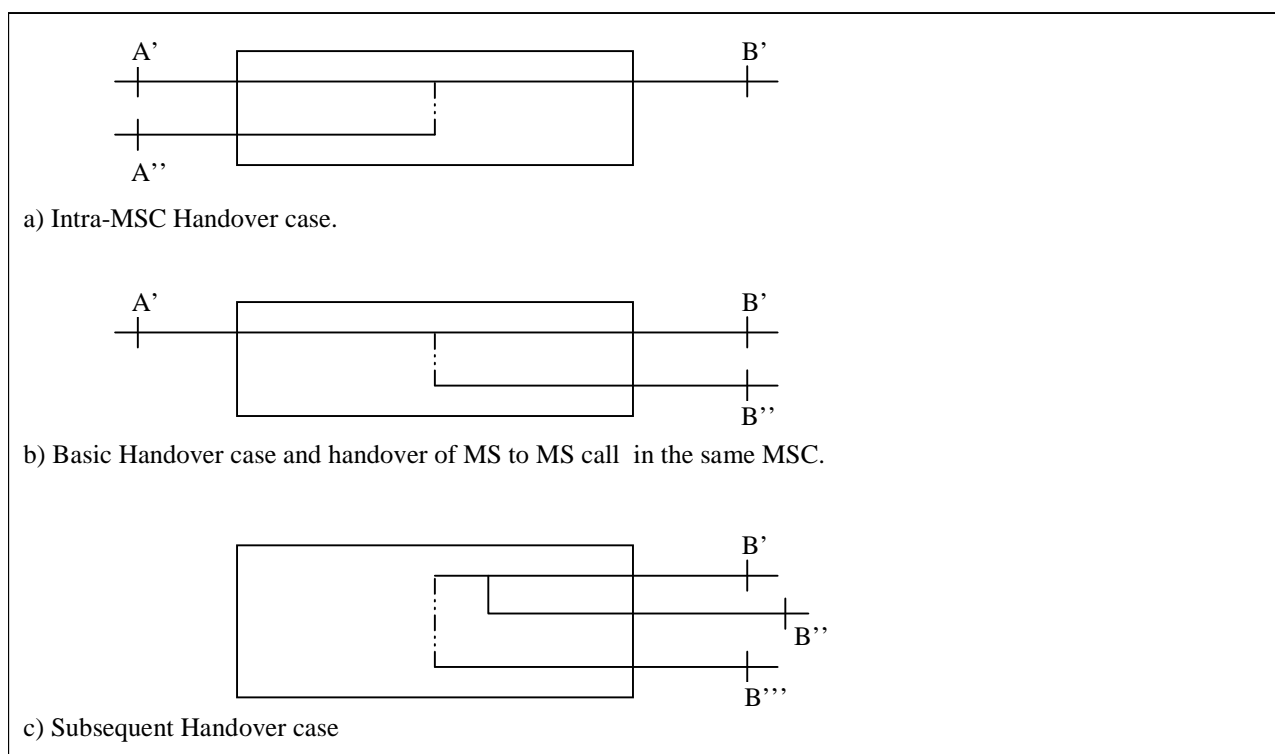 A’ B’
A’’
a) Intra-MSC Handover case.
A’ B’
B’’
b) Basic Handover case and handover of MS to MS call  in the same MSC.
B’
B’’
B’’’
c) Subsequent Handover case